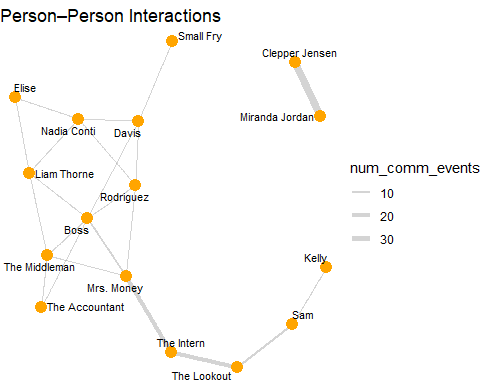 Person–Person Interactions
Small Fry
Clepper Jensen
Elise
Miranda Jordan
Nadia Conti
Davis
Liam Thorne
num_comm_events
10
Rodriguez
20
Boss
30
Kelly
The Middleman
Mrs. Money
The Accountant
Sam
The Intern
The Lookout